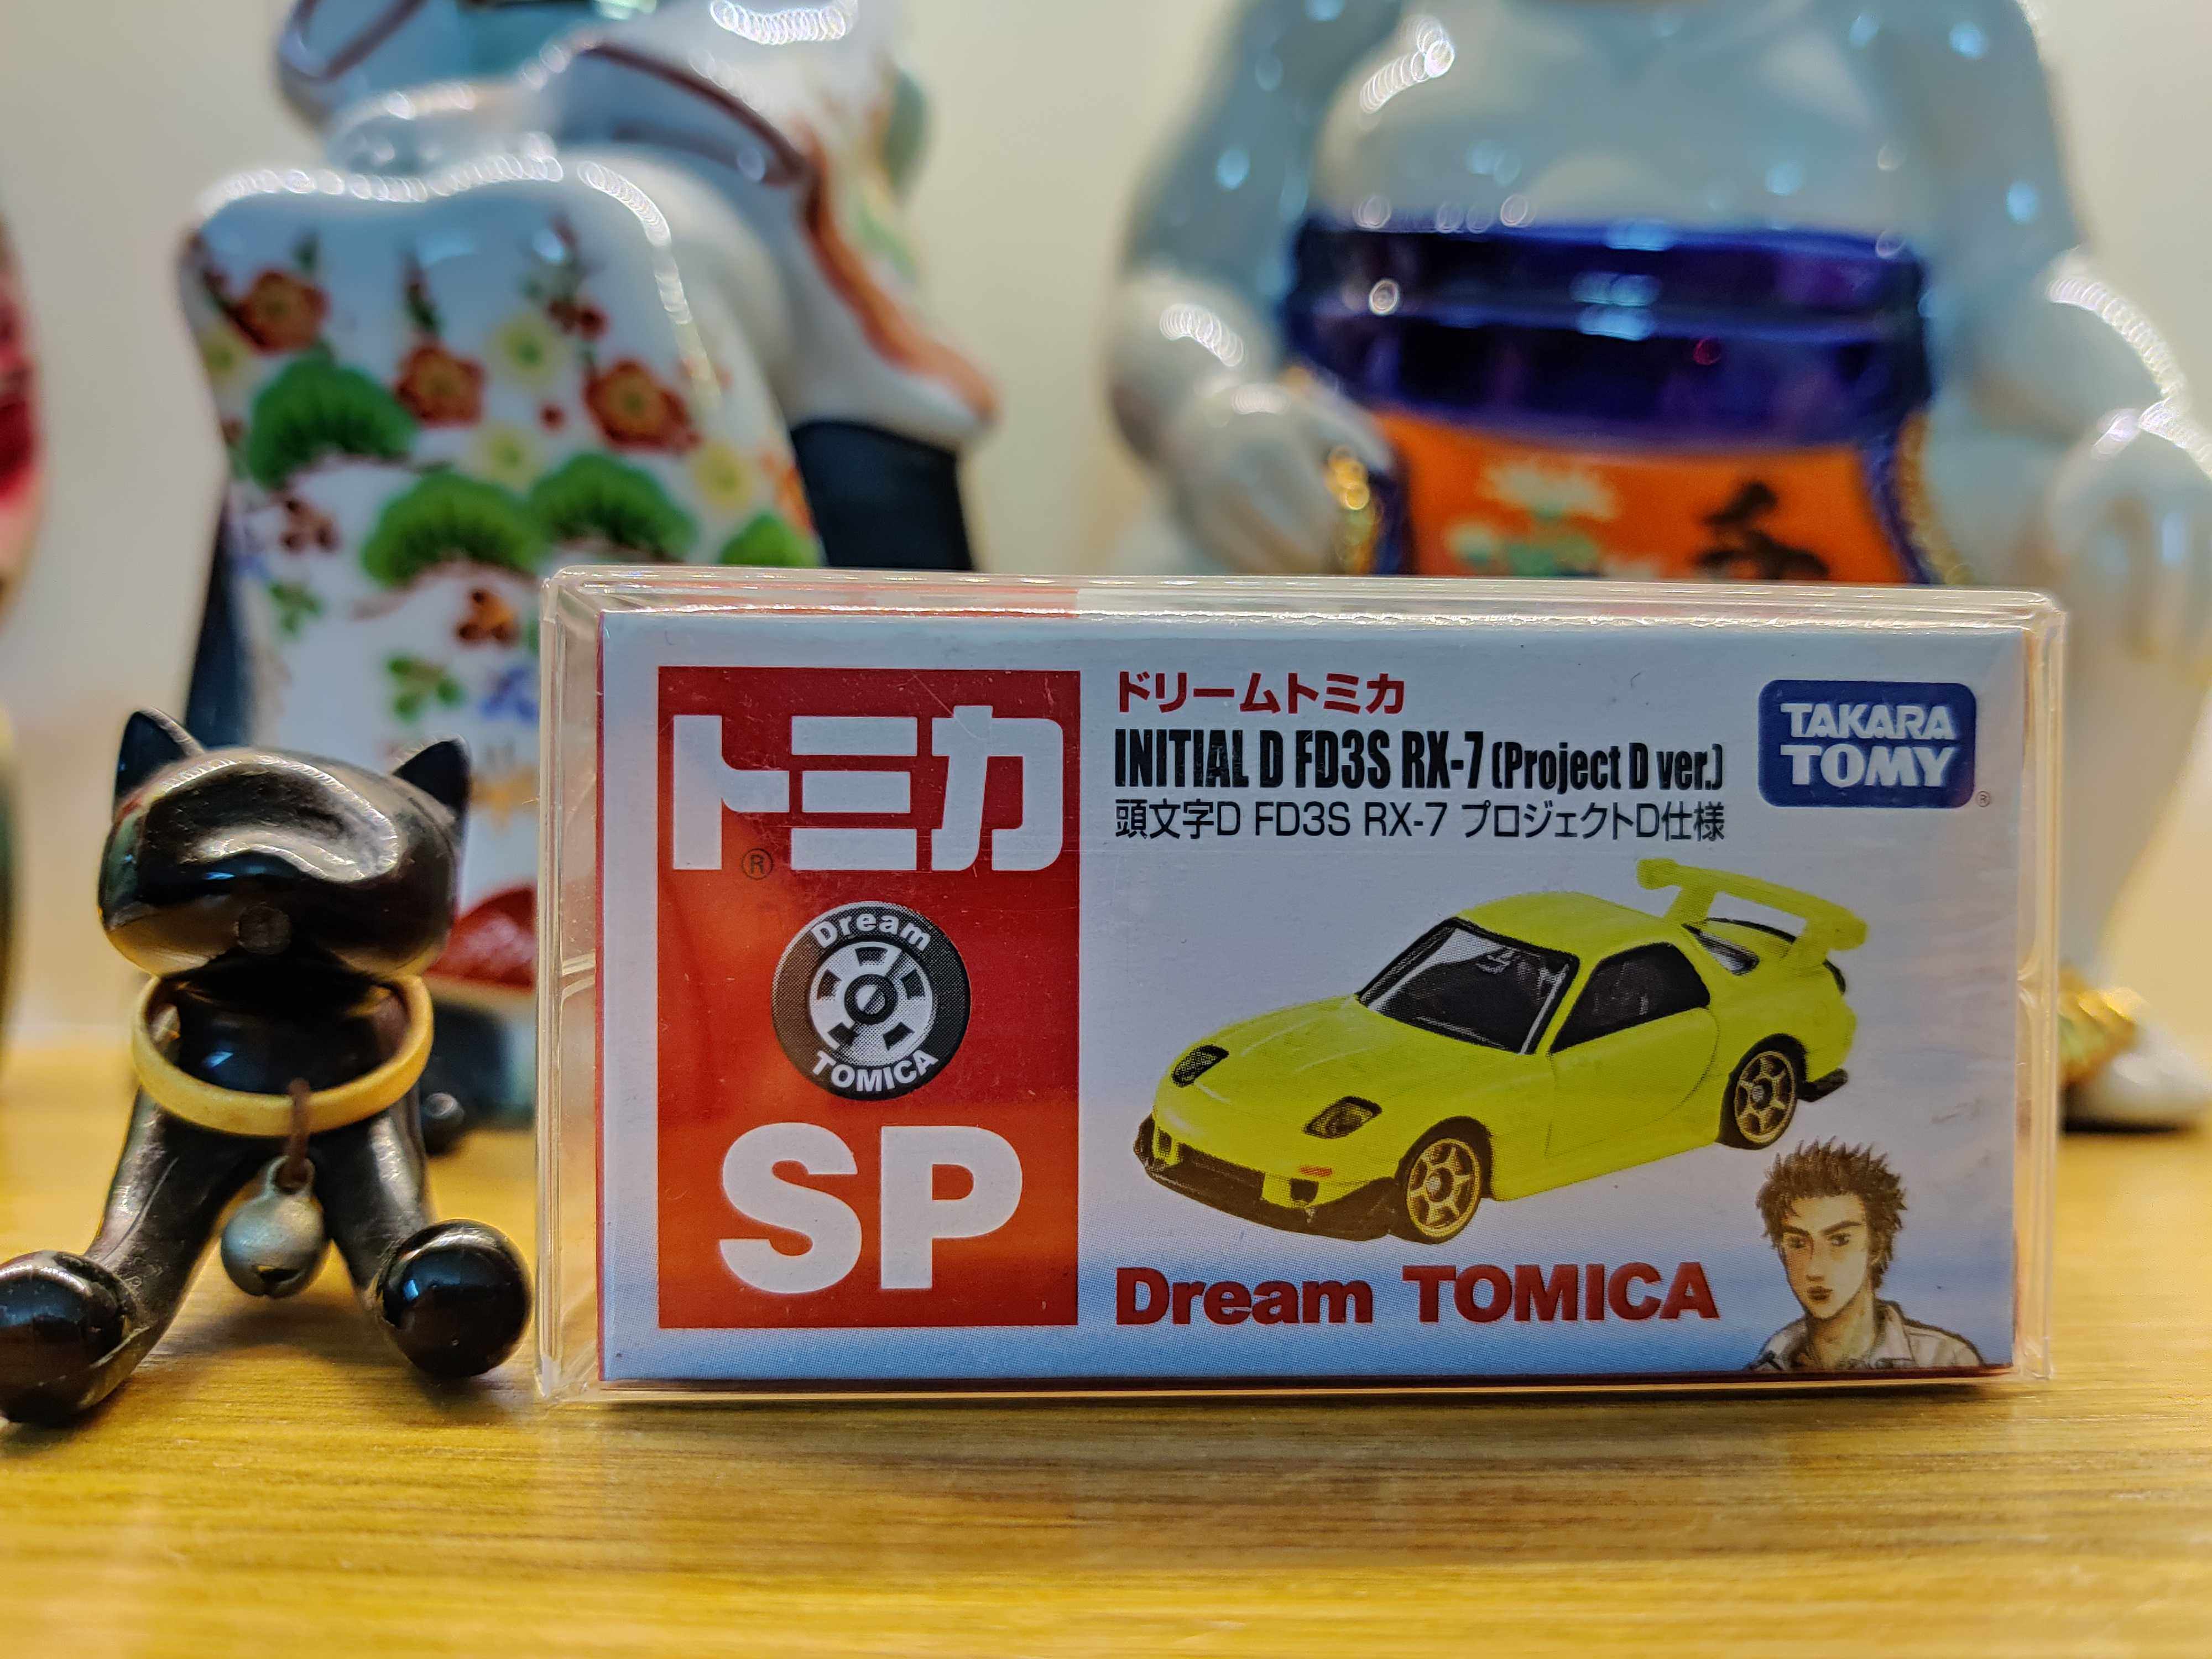 トミカ
®
Dream
TOMICA
SP
ドリームトミカ
INITIAL D FD3S RX-7 (Project D ver.)
頭文字D FD3S RX-7 プロジェクトD仕様
TAKARA
TOMY
®
Dream TOMICA